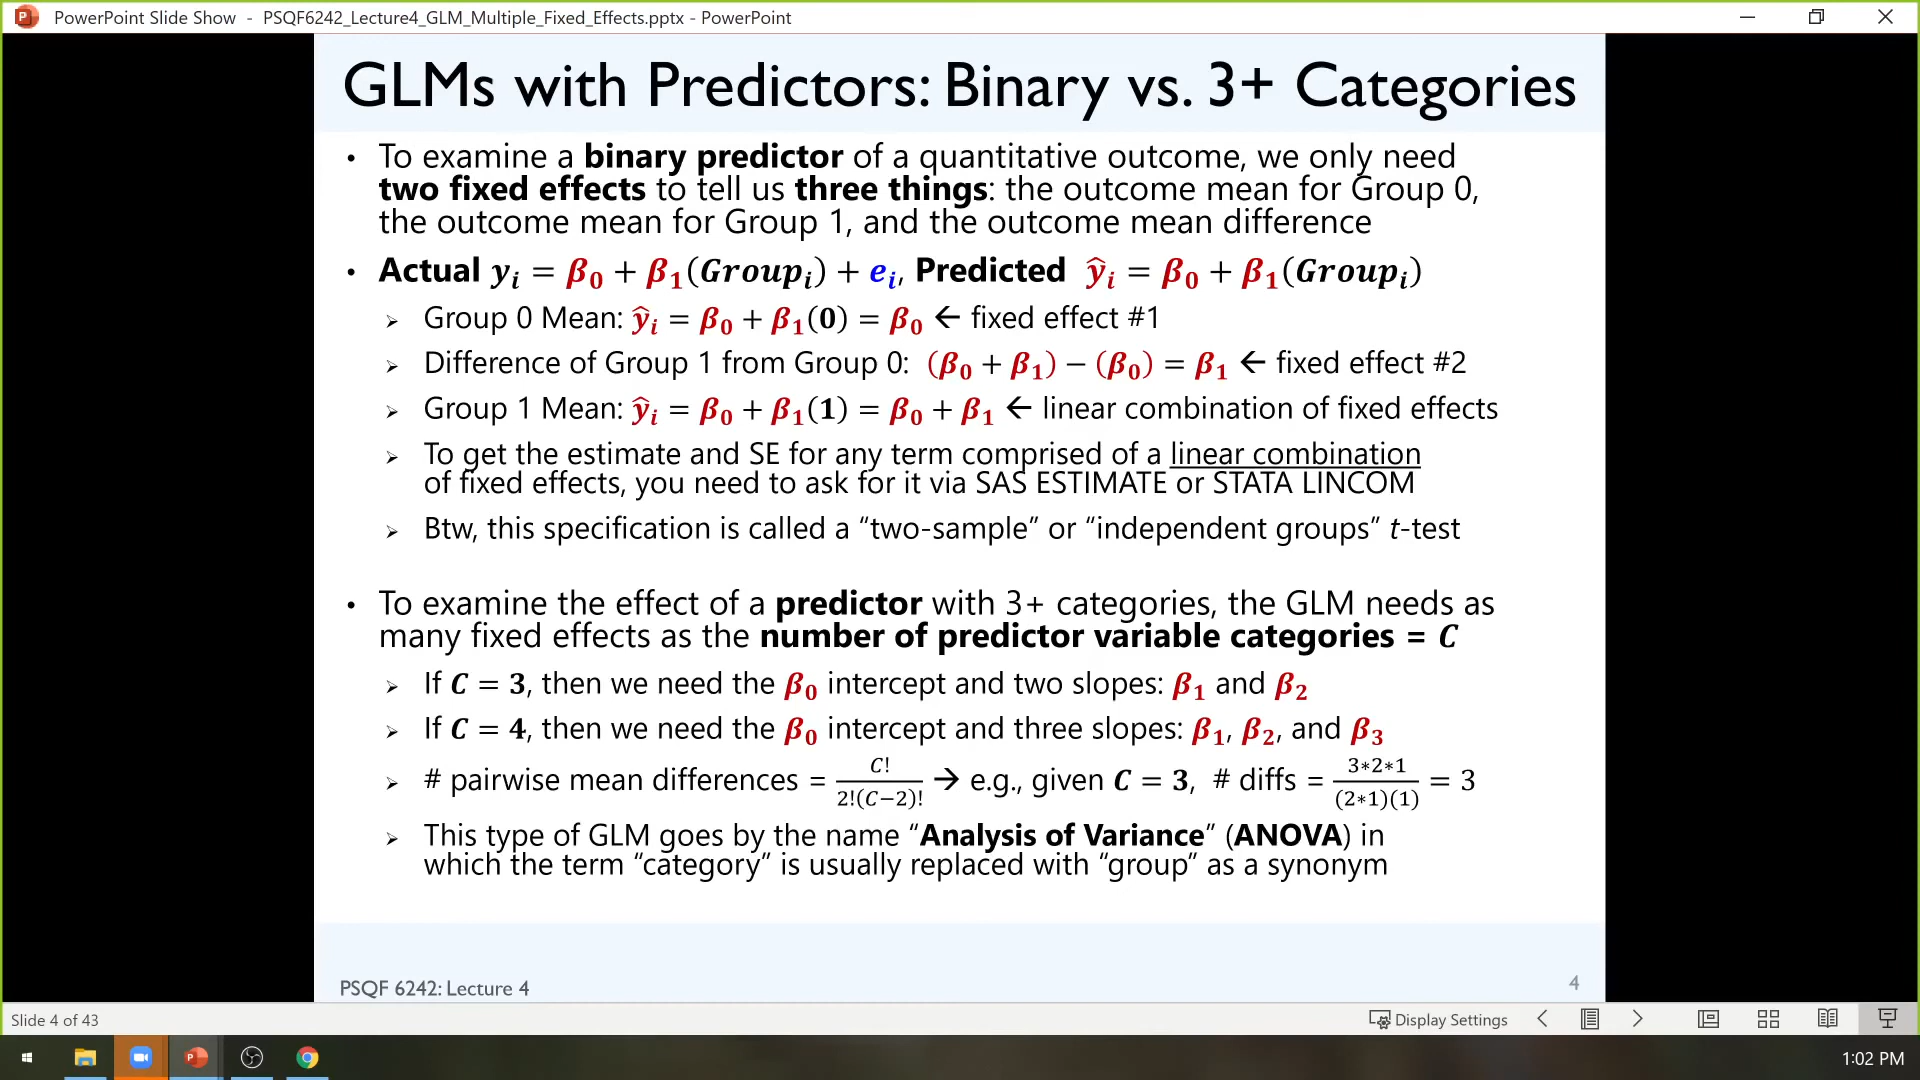 PowerPoint Slide Show - PSQF6242_Lecture4_GLM_Multiple_Fixed_Effects.pptx - PowerPoint
GLMs with Predictors: Binary vs. 3+ Categories
• To examine a binary predictor of a quantitative outcome, we only need
two fixed effects to tell us three things: the outcome mean for Group 0,
the outcome mean for Group 1, and the outcome mean difference
• Actual yᵢ = β₀ + β₁(Groupᵢ) + eᵢ, Predicted ŷᵢ = β₀ + β₁(Groupᵢ)
➢ Group 0 Mean: ŷᵢ = β₀ + β₁(0) = β₀ ← fixed effect #1
➢ Difference of Group 1 from Group 0: (β₀ + β₁) − (β₀) = β₁ ← fixed effect #2
➢ Group 1 Mean: ŷᵢ = β₀ + β₁(1) = β₀ + β₁ ← linear combination of fixed effects
➢ To get the estimate and SE for any term comprised of a linear combination
of fixed effects, you need to ask for it via SAS ESTIMATE or STATA LINCOM
➢ Btw, this specification is called a “two-sample” or “independent groups” t-test
• To examine the effect of a predictor with 3+ categories, the GLM needs as
many fixed effects as the number of predictor variable categories = C
➢ If C = 3, then we need the β₀ intercept and two slopes: β₁ and β₂
➢ If C = 4, then we need the β₀ intercept and three slopes: β₁, β₂, and β₃
➢ # pairwise mean differences = C!/2!(C−2)! → e.g., given C = 3, # diffs = 3∗2∗1/(2∗1)(1) = 3
➢ This type of GLM goes by the name “Analysis of Variance” (ANOVA) in
which the term “category” is usually replaced with “group” as a synonym
PSQF 6242: Lecture 4
4
Slide 4 of 43
Display Settings
1:02 PM